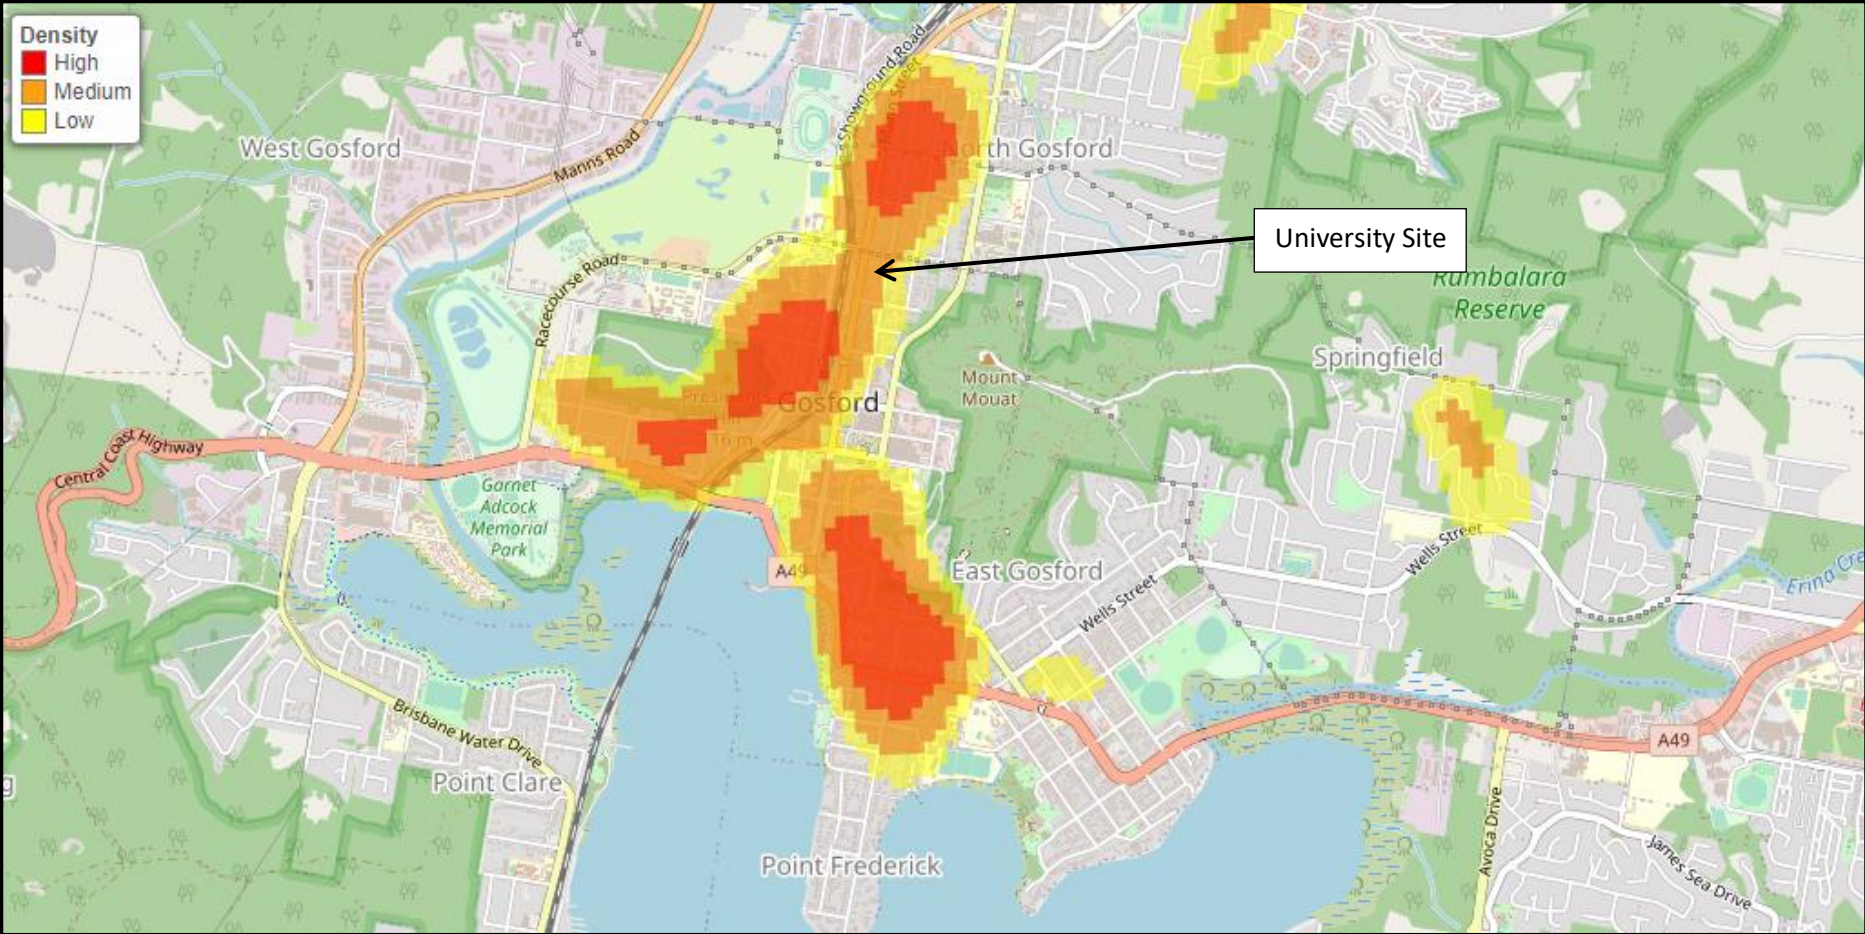 Density
High
Medium
Low
Showground Road
Street
West Gosford
Manns Road
North Gosford
University Site
Racecourse Road
Rumbalara
Reserve
Springfield
Mount
Mouat
Gosford
16 m
Central Coast Highway
Garnet
Adcock
Memorial
Park
A49
East Gosford
Wells Street
Wells Street
Erina Cre
Brisbane Water Drive
A49
Point Clare
g
Avoca Drive
James Sea Drive
Point Frederick